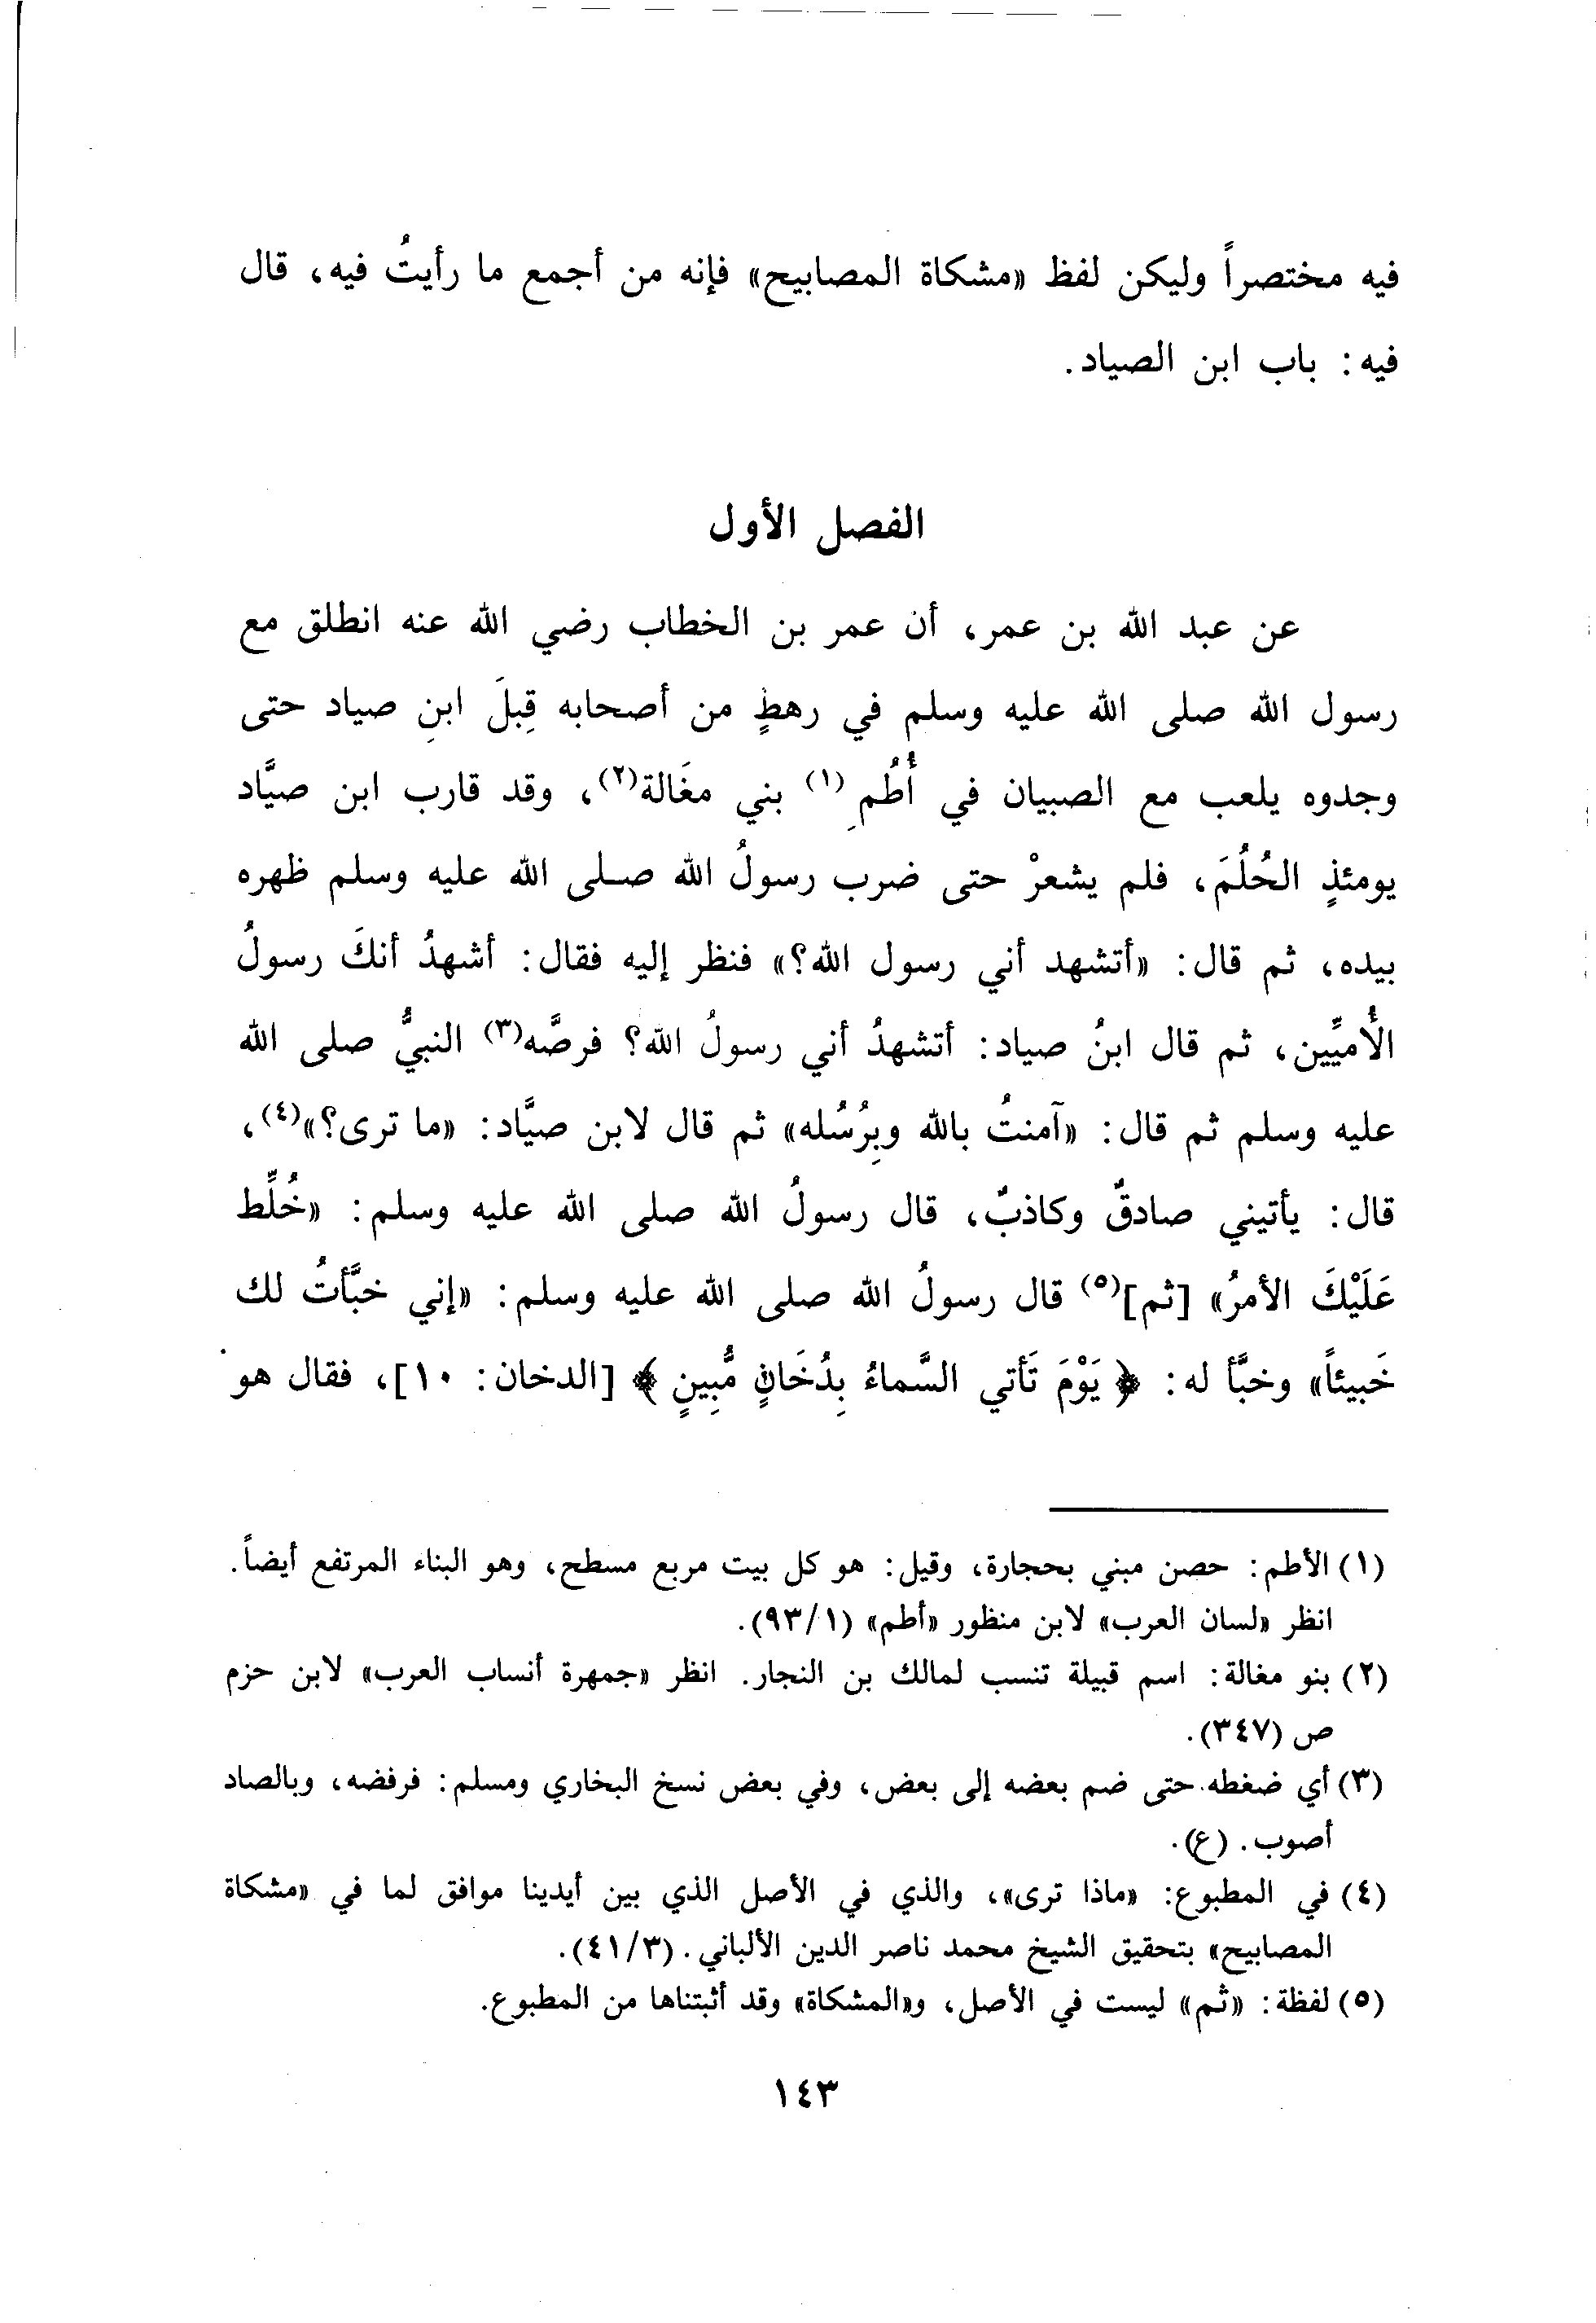 فيه مختصراً وليكن لفظ «مشكاة المصابيح» فإنه من أجمع ما رأيتُ فيه، قال
فيه: باب ابن الصياد.
الفصل الأول
عن عبد الله بن عمر، أن عمر بن الخطاب رضي الله عنه انطلق مع
رسول الله صلى الله عليه وسلم في رهطٍ من أصحابه قِبلَ ابنِ صياد حتى
وجدوه يلعب مع الصبيان في أُطُمِ (١) بني مغَالة(٢)، وقد قارب ابن صيَّاد
يومئذٍ الحُلُمَ، فلم يشعرْ حتى ضرب رسولُ الله صلى الله عليه وسلم ظهره
بيده، ثم قال: «أتشهد أني رسول الله؟» فنظر إليه فقال: أشهدُ أنكَ رسولُ
الأُميِّين، ثم قال ابنُ صياد: أتشهدُ أني رسولُ الله؟ فرصَّه(٣) النبيُّ صلى الله
عليه وسلم ثم قال: «آمنتُ بالله وبِرُسُله» ثم قال لابن صيَّاد: «ما ترى؟»(٤)،
قال: يأتيني صادقٌ وكاذبٌ، قال رسولُ الله صلى الله عليه وسلم: «خُلِّط
عَلَيْكَ الأمرُ» [ثم](٥) قال رسولُ الله صلى الله عليه وسلم: «إني خبَّأتُ لك
خَبيئاً» وخبَّأ له: ﴿يَوْمَ تَأتي السَّماءُ بِدُخَانٍ مُّبِينٍ﴾ [الدخان: ١٠]، فقال هو
(١) الأطم: حصن مبني بحجارة، وقيل: هو كل بيت مربع مسطح، وهو البناء المرتفع أيضاً.
انظر «لسان العرب» لابن منظور «أطم» (٩٣/١).
(٢) بنو مغالة: اسم قبيلة تنسب لمالك بن النجار. انظر «جمهرة أنساب العرب» لابن حزم
ص (٣٤٧).
(٣) أي ضغطه حتى ضم بعضه إلى بعض، وفي بعض نسخ البخاري ومسلم: فرفضه، وبالصاد
أصوب. (ع).
(٤) في المطبوع: «ماذا ترى»، والذي في الأصل الذي بين أيدينا موافق لما في «مشكاة
المصابيح» بتحقيق الشيخ محمد ناصر الدين الألباني. (٤١/٣).
(٥) لفظة: «ثم» ليست في الأصل، و«المشكاة» وقد أثبتناها من المطبوع.
١٤٣